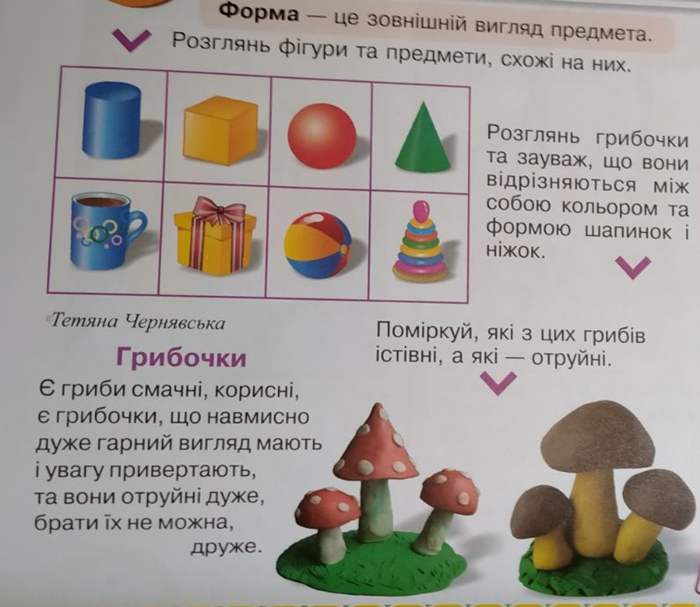 Форма — це зовнішній вигляд предмета.
Розглянь фігури та предмети, схожі на них.
Розглянь грибочки
та зауваж, що вони
відрізняються між
собою кольором та
формою шапинок і
ніжок.
Тетяна Чернявська
Грибочки
Є гриби смачні, корисні,
є грибочки, що навмисно
дуже гарний вигляд мають
і увагу привертають,
та вони отруйні дуже,
брати їх не можна,
друже.
Поміркуй, які з цих грибів
істівні, а які — отруйні.